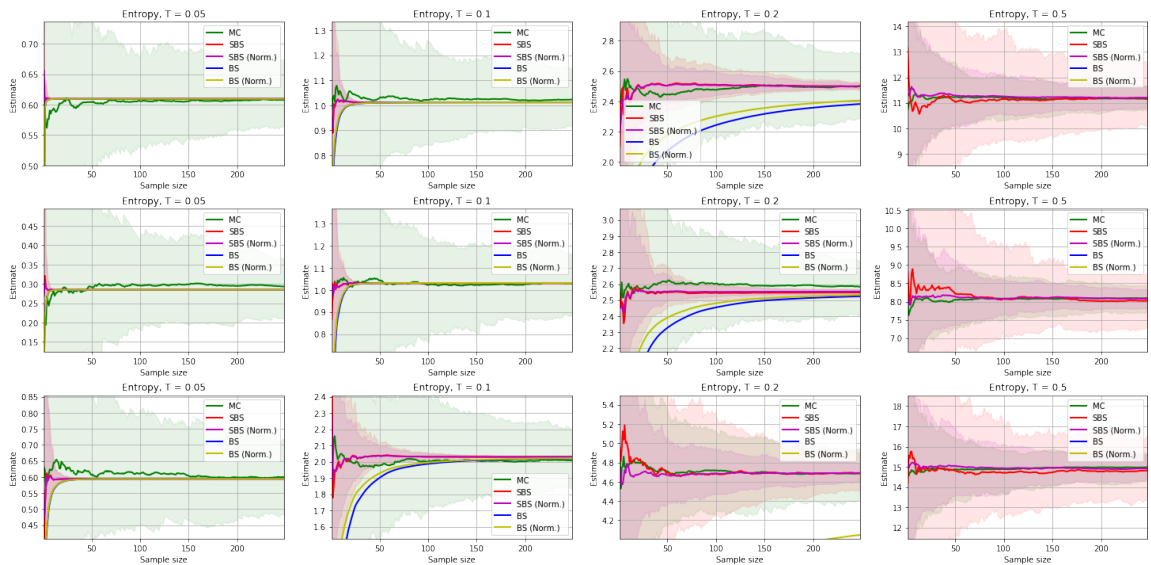 Entropy, T = 0.05
Estimate
0.70
0.65
0.60
0.55
0.50
MC
SBS
SBS (Norm.)
BS
BS (Norm.)
50
100
150
200
Sample size
Entropy, T = 0.1
Estimate
1.3
1.2
1.1
1.0
0.9
0.8
MC
SBS
SBS (Norm.)
BS
BS (Norm.)
50
100
150
200
Sample size
Entropy, T = 0.2
Estimate
2.8
2.6
2.4
2.2
2.0
MC
SBS
SBS (Norm.)
BS
BS (Norm.)
50
100
150
200
Sample size
Entropy, T = 0.5
Estimate
14
13
12
11
10
9
MC
SBS
SBS (Norm.)
BS
BS (Norm.)
50
100
150
200
Sample size
Entropy, T = 0.05
Estimate
0.45
0.40
0.35
0.30
0.25
0.20
0.15
MC
SBS
SBS (Norm.)
BS
BS (Norm.)
50
100
150
200
Sample size
Entropy, T = 0.1
Estimate
1.3
1.2
1.1
1.0
0.9
0.8
MC
SBS
SBS (Norm.)
BS
BS (Norm.)
50
100
150
200
Sample size
Entropy, T = 0.2
Estimate
3.0
2.9
2.8
2.7
2.6
2.5
2.4
2.3
2.2
MC
SBS
SBS (Norm.)
BS
BS (Norm.)
50
100
150
200
Sample size
Entropy, T = 0.5
Estimate
10.5
10.0
9.5
9.0
8.5
8.0
7.5
7.0
MC
SBS
SBS (Norm.)
BS
BS (Norm.)
50
100
150
200
Sample size
Entropy, T = 0.05
Estimate
0.85
0.80
0.75
0.70
0.65
0.60
0.55
0.50
0.45
MC
SBS
SBS (Norm.)
BS
BS (Norm.)
50
100
150
200
Sample size
Entropy, T = 0.1
Estimate
2.4
2.3
2.2
2.1
2.0
1.9
1.8
1.7
1.6
MC
SBS
SBS (Norm.)
BS
BS (Norm.)
50
100
150
200
Sample size
Entropy, T = 0.2
Estimate
5.4
5.2
5.0
4.8
4.6
4.4
4.2
MC
SBS
SBS (Norm.)
BS
BS (Norm.)
50
100
150
200
Sample size
Entropy, T = 0.5
Estimate
18
17
16
15
14
13
12
MC
SBS
SBS (Norm.)
BS
BS (Norm.)
50
100
150
200
Sample size